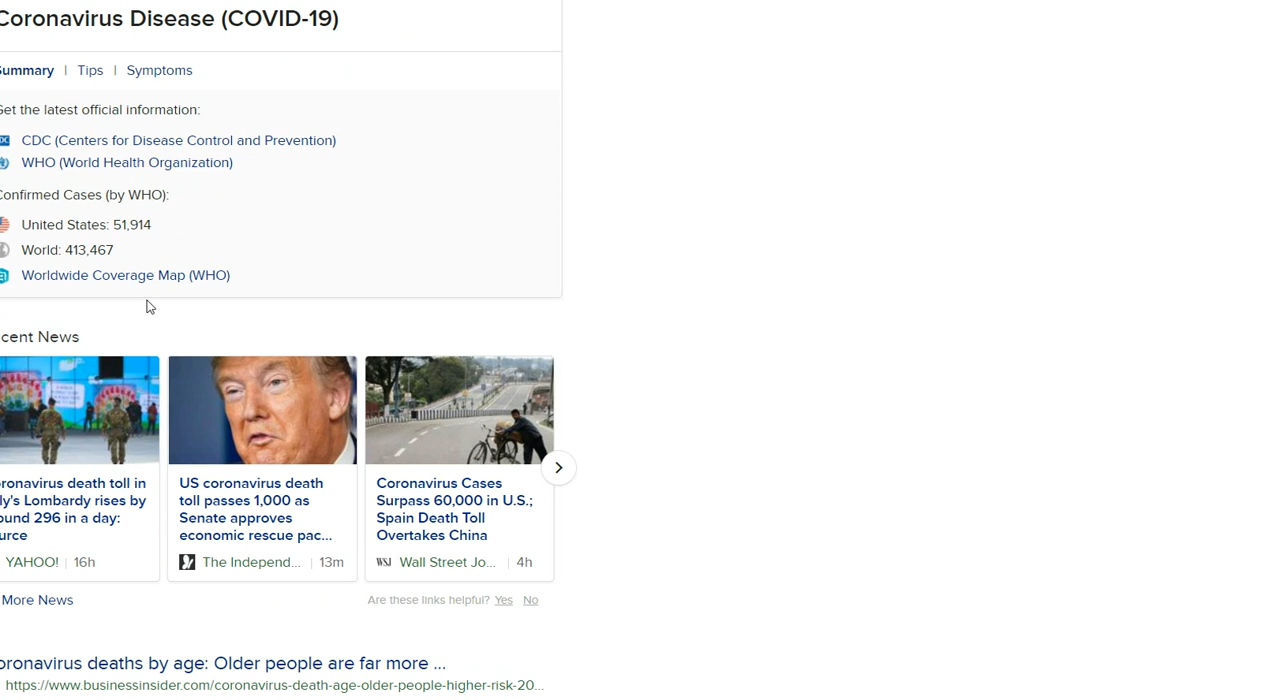 Coronavirus Disease (COVID-19)
Summary | Tips | Symptoms
Get the latest official information:
CDC (Centers for Disease Control and Prevention)
WHO (World Health Organization)
Confirmed Cases (by WHO):
United States: 51,914
World: 413,467
Worldwide Coverage Map (WHO)
cent News
ronavirus death toll in
ly's Lombardy rises by
ound 296 in a day:
urce
YAHOO! | 16h
US coronavirus death
toll passes 1,000 as
Senate approves
economic rescue pac...
The Independ... | 13m
Coronavirus Cases
Surpass 60,000 in U.S.;
Spain Death Toll
Overtakes China
WSJ Wall Street Jo... | 4h
More News
Are these links helpful? Yes No
oronavirus deaths by age: Older people are far more ...
https://www.businessinsider.com/coronavirus-death-age-older-people-higher-risk-20...